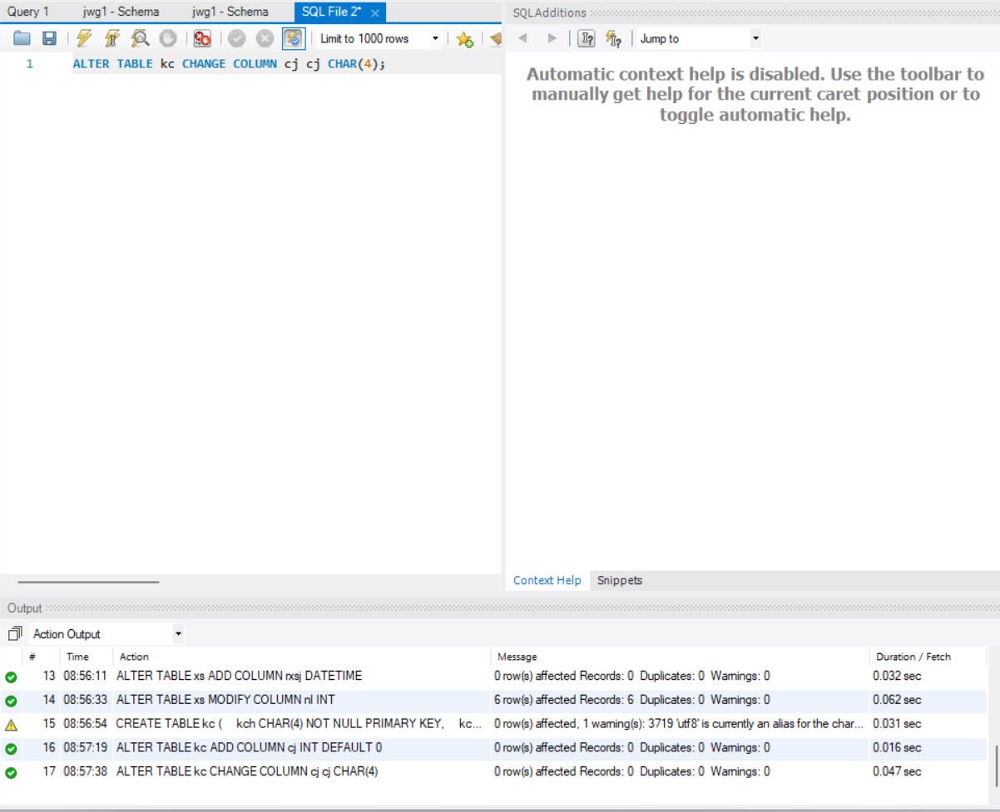 Query 1 jwg1 - Schema jwg1 - Schema SQL File 2* ×
SQLAdditions
Limit to 1000 rows
Jump to
1 ALTER TABLE kc CHANGE COLUMN cj cj CHAR(4);
Automatic context help is disabled. Use the toolbar to
manually get help for the current caret position or to
toggle automatic help.
Context Help Snippets
Output
Action Output
# Time Action Message Duration / Fetch
13 08:56:11 ALTER TABLE xs ADD COLUMN rxsj DATETIME 0 row(s) affected Records: 0 Duplicates: 0 Warnings: 0 0.032 sec
14 08:56:33 ALTER TABLE xs MODIFY COLUMN nl INT 6 row(s) affected Records: 6 Duplicates: 0 Warnings: 0 0.062 sec
15 08:56:54 CREATE TABLE kc ( kch CHAR(4) NOT NULL PRIMARY KEY, kc... 0 row(s) affected, 1 warning(s): 3719 'utf8' is currently an alias for the char... 0.031 sec
16 08:57:19 ALTER TABLE kc ADD COLUMN cj INT DEFAULT 0 0 row(s) affected Records: 0 Duplicates: 0 Warnings: 0 0.016 sec
17 08:57:38 ALTER TABLE kc CHANGE COLUMN cj cj CHAR(4) 0 row(s) affected Records: 0 Duplicates: 0 Warnings: 0 0.047 sec